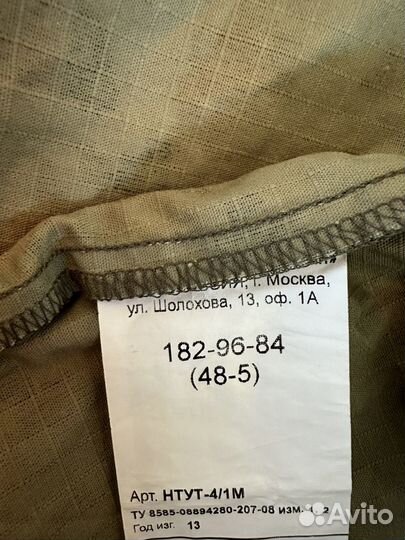 г. Москва,
ул. Шолохова, 13, оф. 1А
182-96-84
(48-5)
Арт. НТУТ-4/1М
ТУ 8585-08894280-207-08 изм.
Год изг. 13
Avito